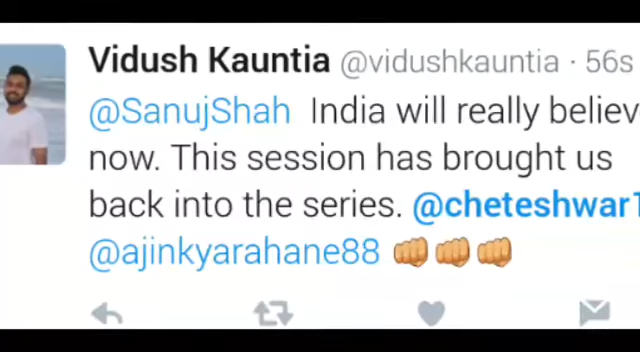 Vidush Kauntia @vidushkauntia · 56s
@SanujShah India will really believ
now. This session has brought us
back into the series. @cheteshwar1
@ajinkyarahane88 👊👊👊